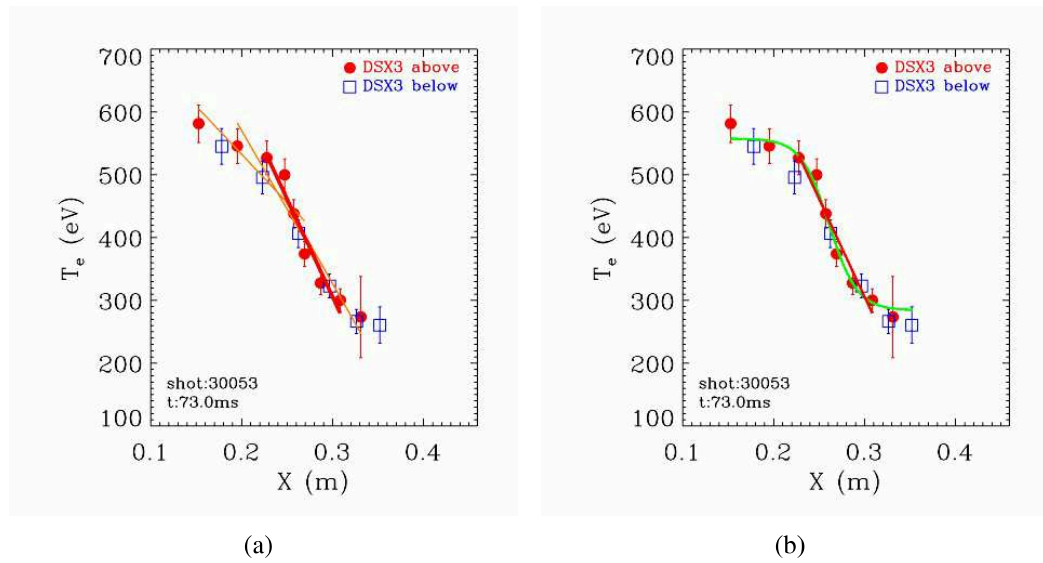 700
600
500
400
300
200
100
T_e (eV)
DSX3 above
DSX3 below
shot:30053
t:73.0ms
0.1 0.2 0.3 0.4
X (m)
(a)
700
600
500
400
300
200
100
T_e (eV)
DSX3 above
DSX3 below
shot:30053
t:73.0ms
0.1 0.2 0.3 0.4
X (m)
(b)